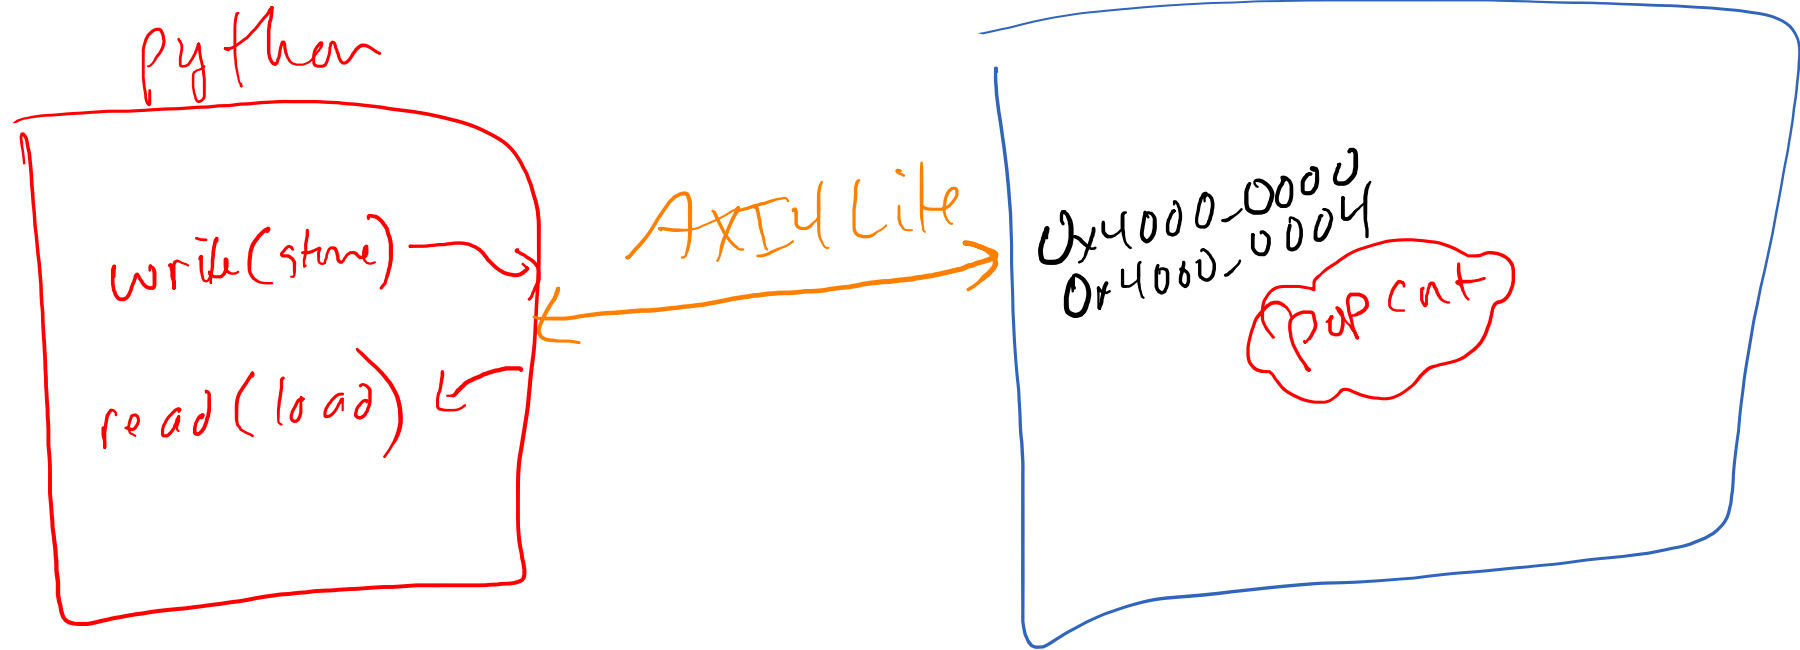 Python
write(store)
read(load)
AXI4 Lite
0x4000_0000
0x4000_0004
popcnt